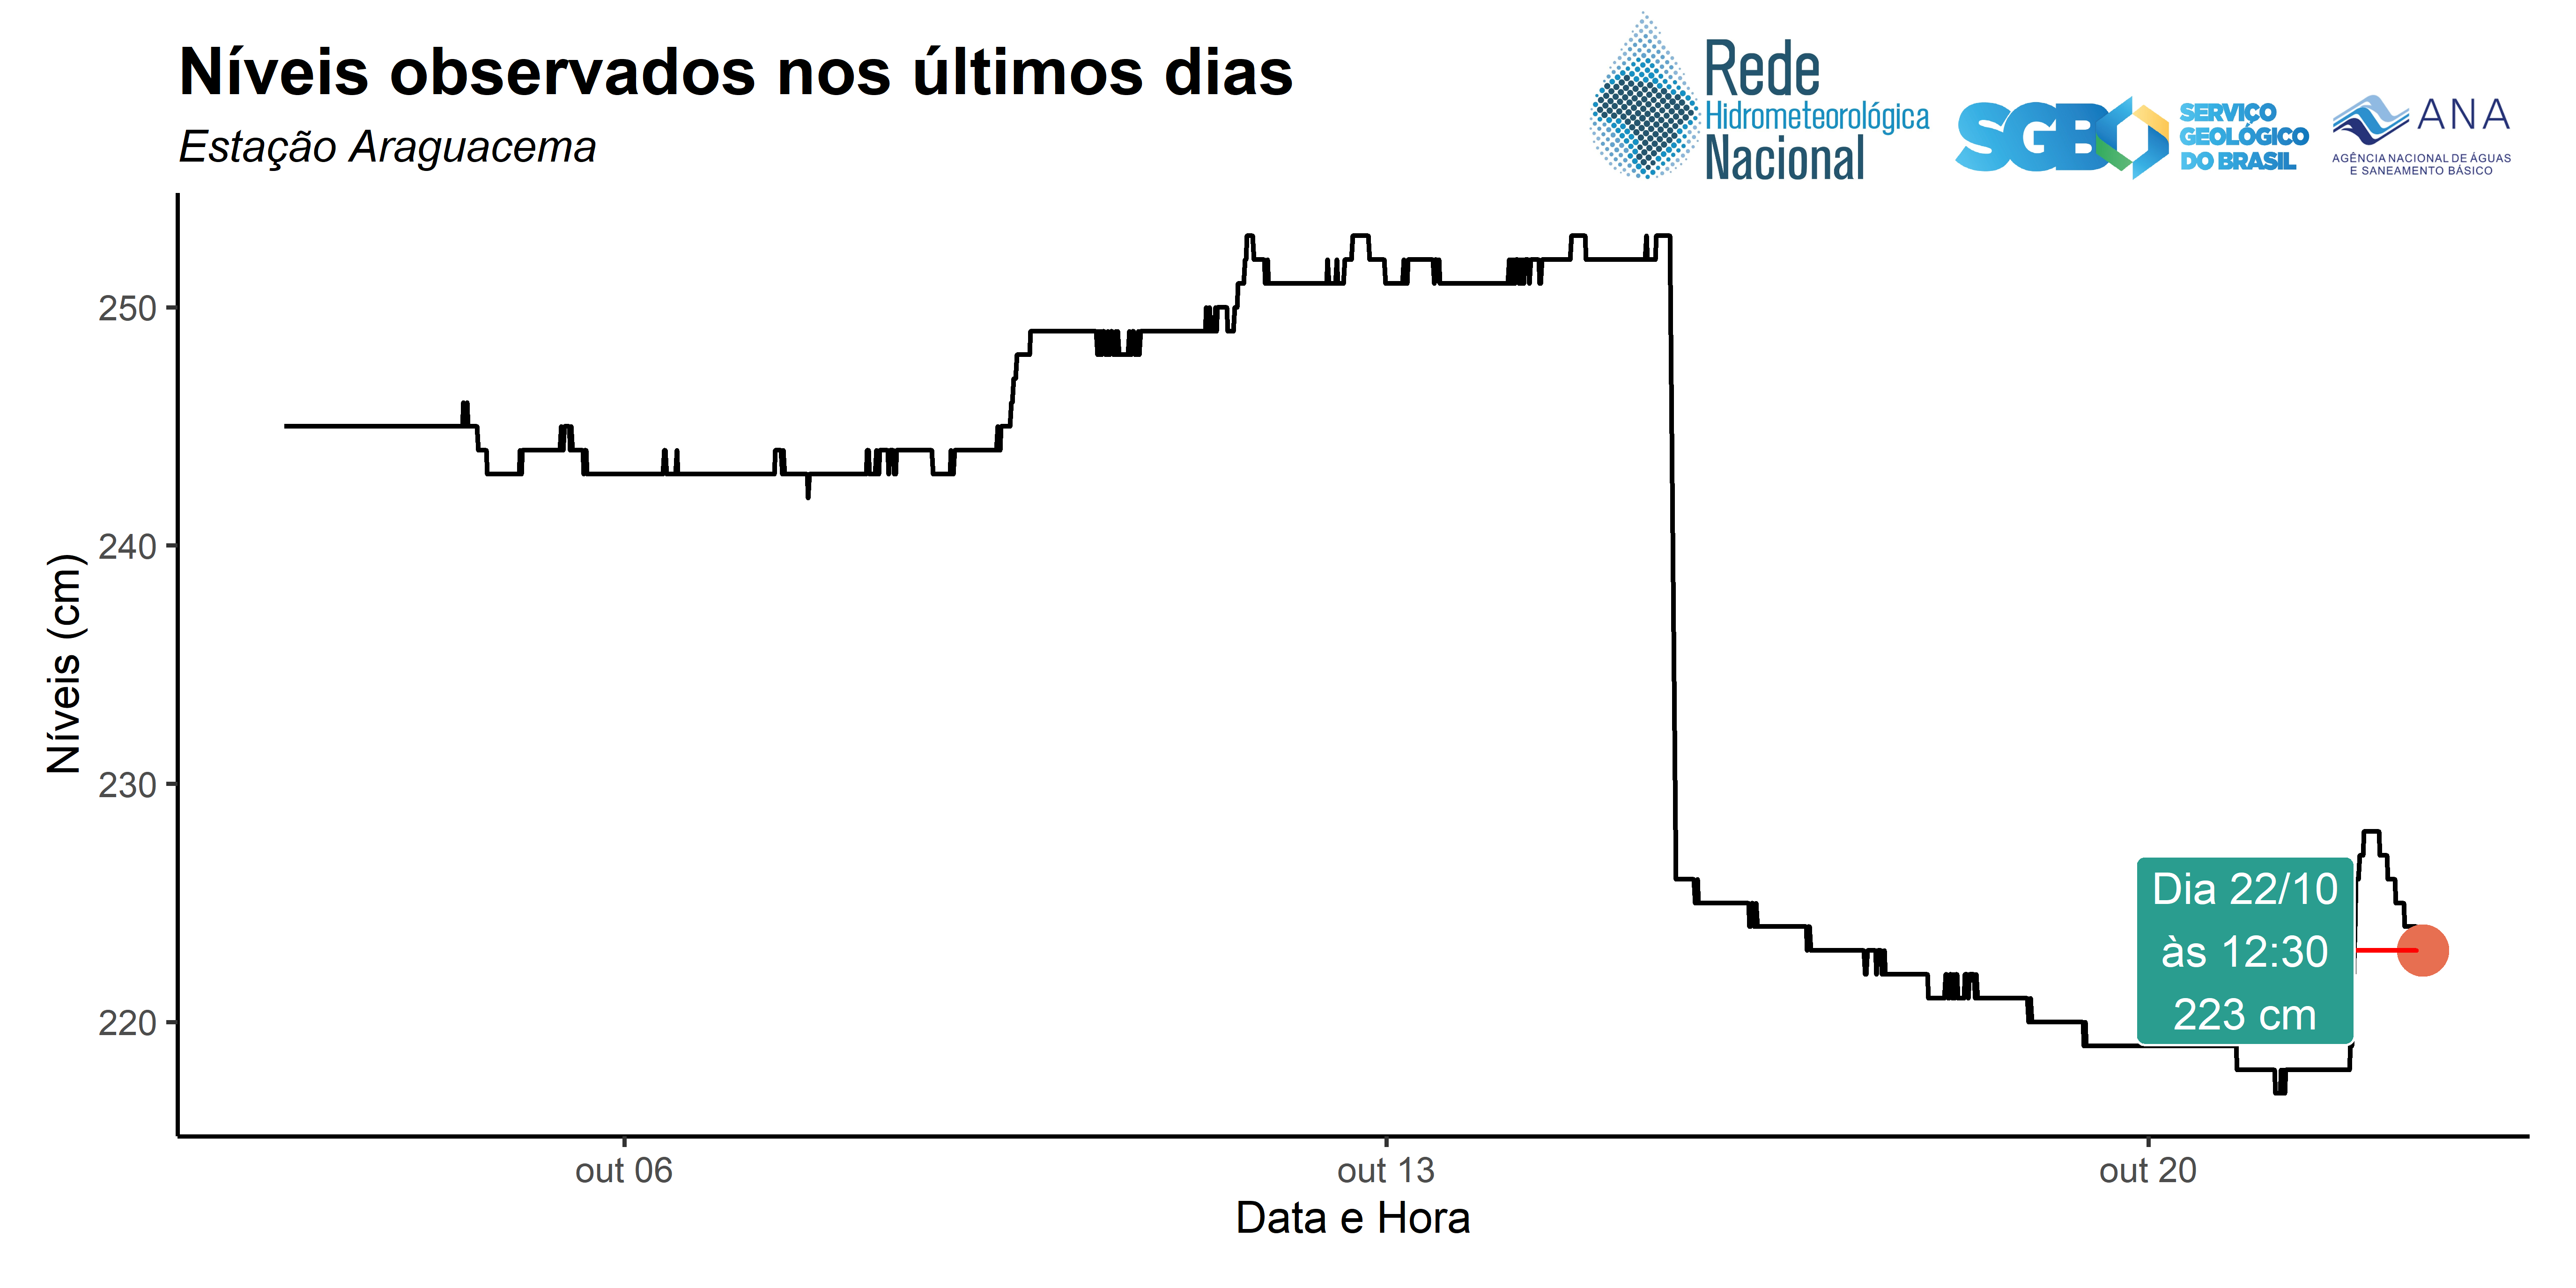 Níveis observados nos últimos dias
Estação Araguacema
Rede
Hidrometeorológica
Nacional
SGB
SERVIÇO
GEOLÓGICO
DO BRASIL
ANA
AGÊNCIA NACIONAL DE ÁGUAS
E SANEAMENTO BÁSICO
Níveis (cm)
250
240
230
220
Dia 22/10
às 12:30
223 cm
out 06
out 13
out 20
Data e Hora